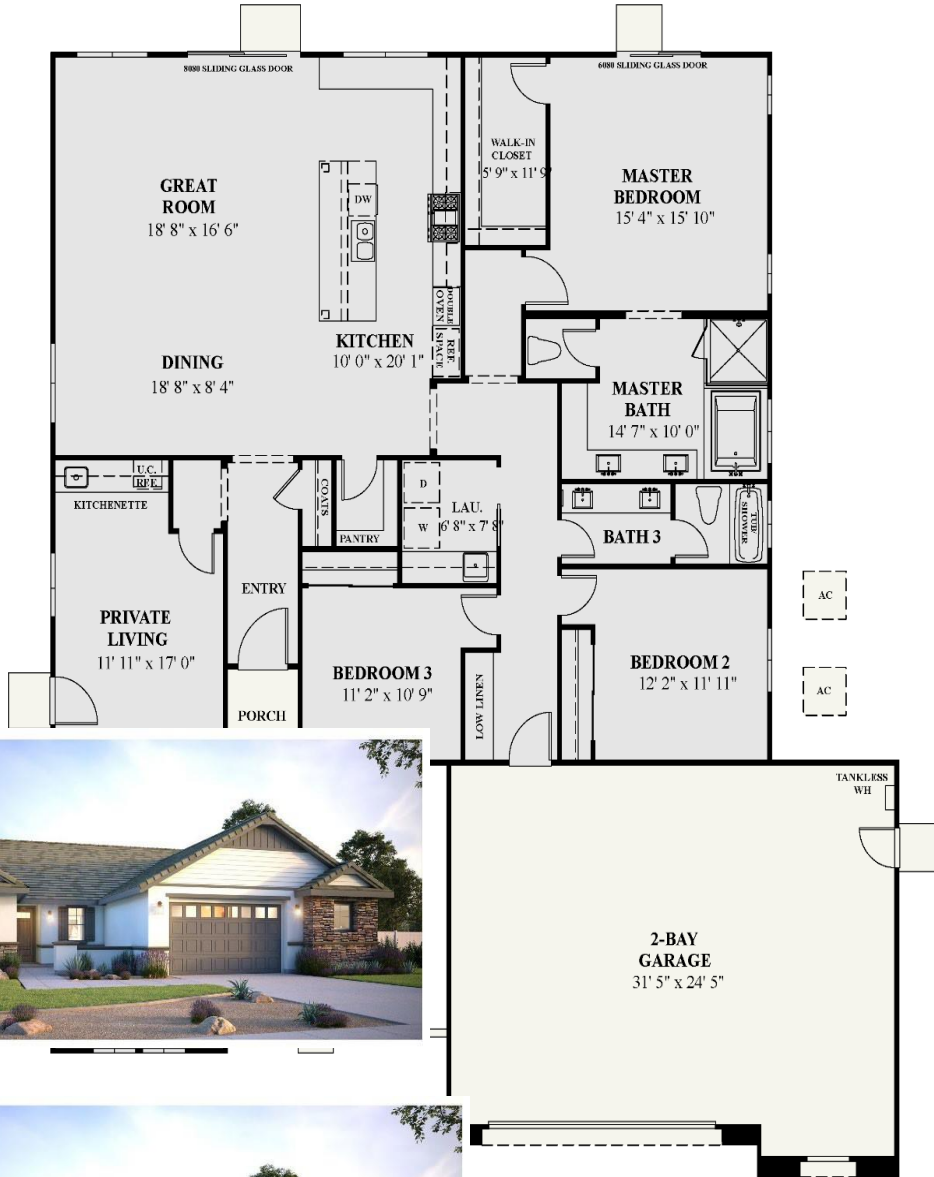 8080 SLIDING GLASS DOOR
6080 SLIDING GLASS DOOR
WALK-IN
CLOSET
5' 9" x 11' 9"
GREAT
ROOM
18' 8" x 16' 6"
DW
MASTER
BEDROOM
15' 4" x 15' 10"
DOUBLE
OVEN
REF.
SPACE
KITCHEN
10' 0" x 20' 1"
DINING
18' 8" x 8' 4"
MASTER
BATH
14' 7" x 10' 0"
U.C.
REF.
KITCHENETTE
COATS
PANTRY
D
W
LAU.
6' 8" x 7' 8"
BATH 3
TUB
SHOWER
ENTRY
AC
PRIVATE
LIVING
11' 11" x 17' 0"
BEDROOM 3
11' 2" x 10' 9"
LOW LINEN
BEDROOM 2
12' 2" x 11' 11"
AC
PORCH
TANKLESS
WH
2-BAY
GARAGE
31' 5" x 24' 5"